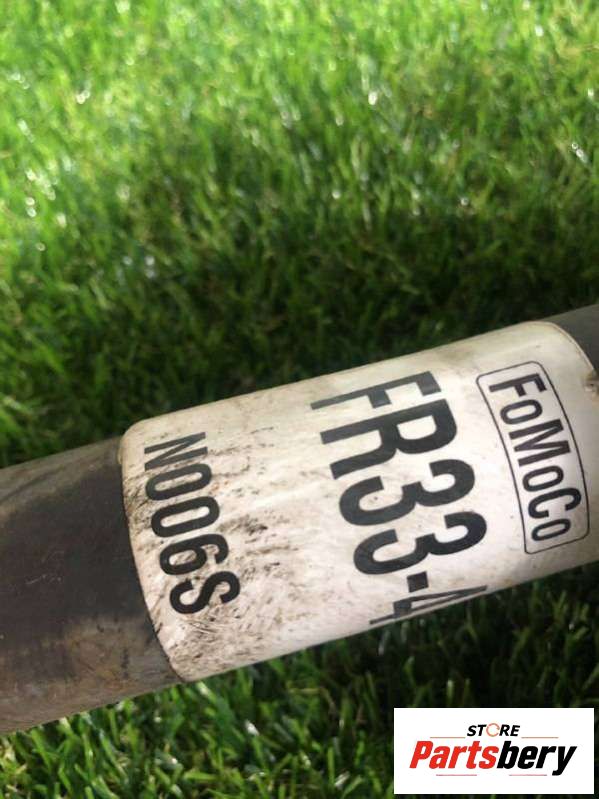 FoMoCo
FR33-4
N006S
STORE
Partsbery